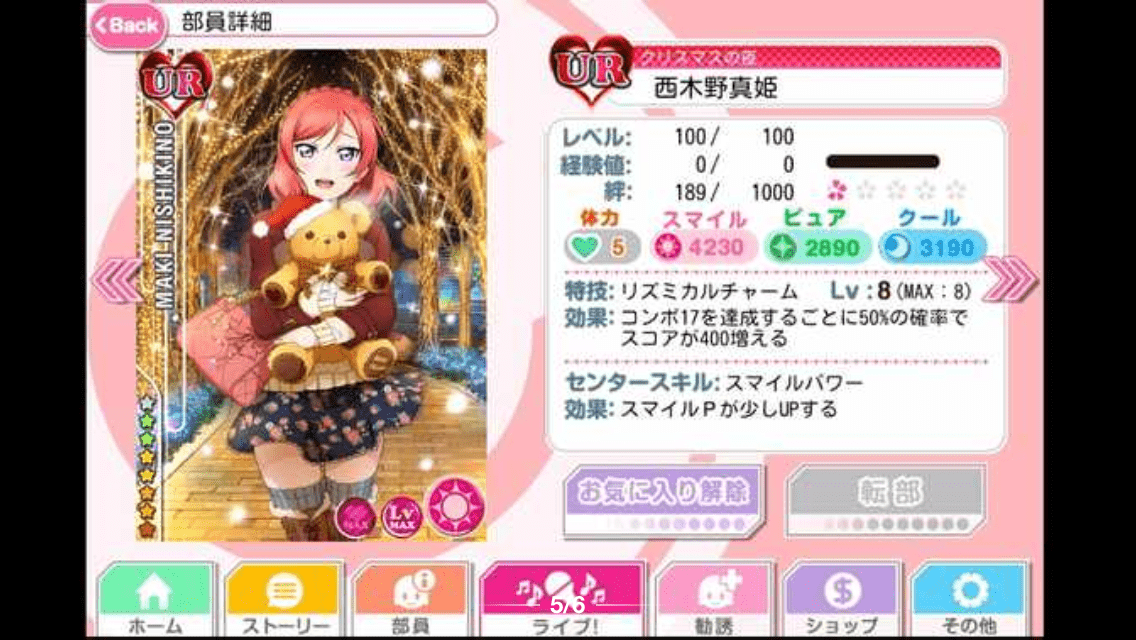 Back
部員詳細
UR
MAKI NISHIKINO
MAX
Lv MAX
UR
クリスマスの夜
西木野真姫
レベル: 100/ 100
経験値: 0/ 0
絆: 189/ 1000
体力 スマイル ピュア クール
5 4230 2890 3190
特技: リズミカルチャーム Lv:8(MAX:8)
効果: コンボ17を達成するごとに50%の確率で
スコアが400増える
センタースキル: スマイルパワー
効果: スマイルPが少しUPする
お気に入り解除
転部
5/6
ホーム ストーリー 部員 ライブ! 勧誘 ショップ その他